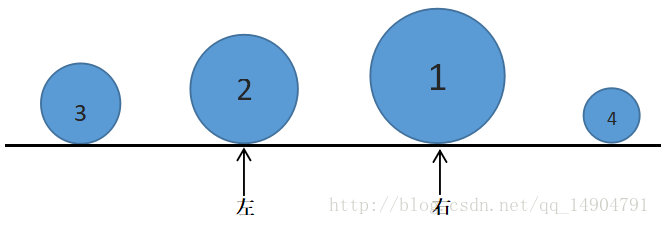 3 2 1 4
左 右
http://blog.csdn.net/qq_14904791